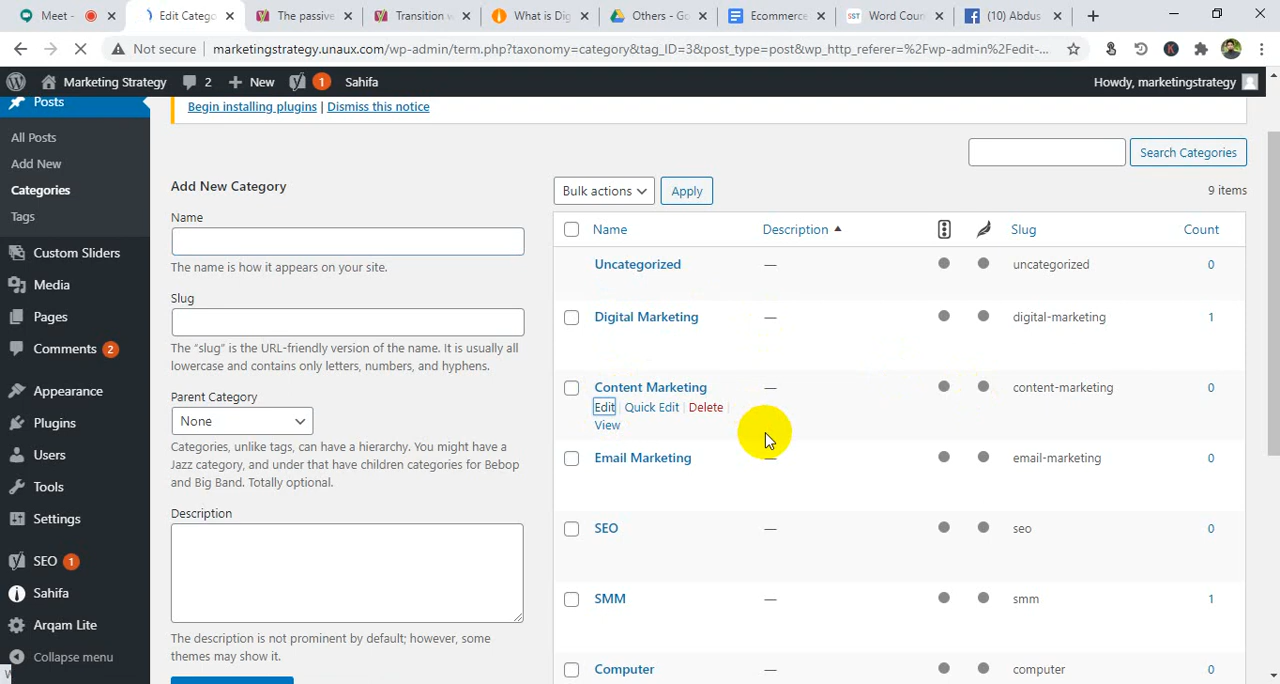 Meet -
Edit Catego
The passive
Transition w
What is Dig
Others - Go
Ecommerce
Word Coun
(10) Abdus
Not secure
marketingstrategy.unaux.com/wp-admin/term.php?taxonomy=category&tag_ID=3&post_type=post&wp_http_referer=%2Fwp-admin%2Fedit-...
Marketing Strategy
2
New
1
Sahifa
Howdy, marketingstrategy
Posts
All Posts
Add New
Categories
Tags
Custom Sliders
Media
Pages
Comments 2
Appearance
Plugins
Users
Tools
Settings
SEO 1
Sahifa
Arqam Lite
Collapse menu
Begin installing plugins | Dismiss this notice
Search Categories
Add New Category
Name
The name is how it appears on your site.
Slug
The “slug” is the URL-friendly version of the name. It is usually all
lowercase and contains only letters, numbers, and hyphens.
Parent Category
None
Categories, unlike tags, can have a hierarchy. You might have a
Jazz category, and under that have children categories for Bebop
and Big Band. Totally optional.
Description
The description is not prominent by default; however, some
themes may show it.
Bulk actions
Apply
9 items
Name Description Slug Count
Uncategorized — uncategorized 0
Digital Marketing — digital-marketing 1
Content Marketing — content-marketing 0
Edit | Quick Edit | Delete |
View
Email Marketing — email-marketing 0
SEO — seo 0
SMM — smm 1
Computer — computer 0